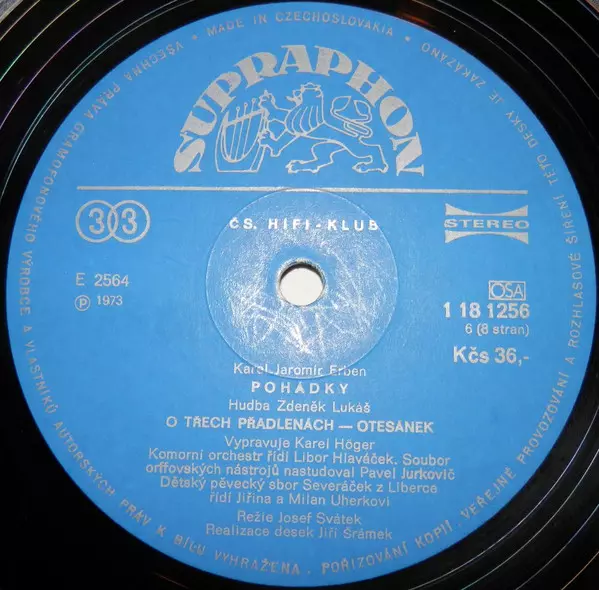 VŠECHNA PRÁVA GRAMOFONOVÉHO VÝROBCE A VLASTNÍKŮ AUTORSKÝCH PRÁV K DÍLU VYHRAŽENA. POŘIZOVÁNÍ KOPIÍ, VEŘEJNÉ PROVOZOVÁNÍ A ROZHLASOVÉ ŠÍŘENÍ TÉTO DESKY JE ZAKÁZÁNO · MADE IN CZECHOSLOVAKIA ·
SUPRAPHON
33
STEREO
ČS. HIFI - KLUB
E 2564
℗ 1973
OSA
1 18 1256
6 (8 stran)
Kčs 36,-
Karel Jaromír Erben
POHÁDKY
Hudba Zdeněk Lukáš
O TŘECH PŘADLENÁCH — OTESÁNEK
Vypravuje Karel Höger
Komorní orchestr řídí Libor Hlaváček, Soubor
orffovských nástrojů nastudoval Pavel Jurkovič
Dětský pěvecký sbor Severáček z Liberce
řídí Jiřina a Milan Uherkovi
Režie Josef Svátek
Realizace desek Jiří Šrámek